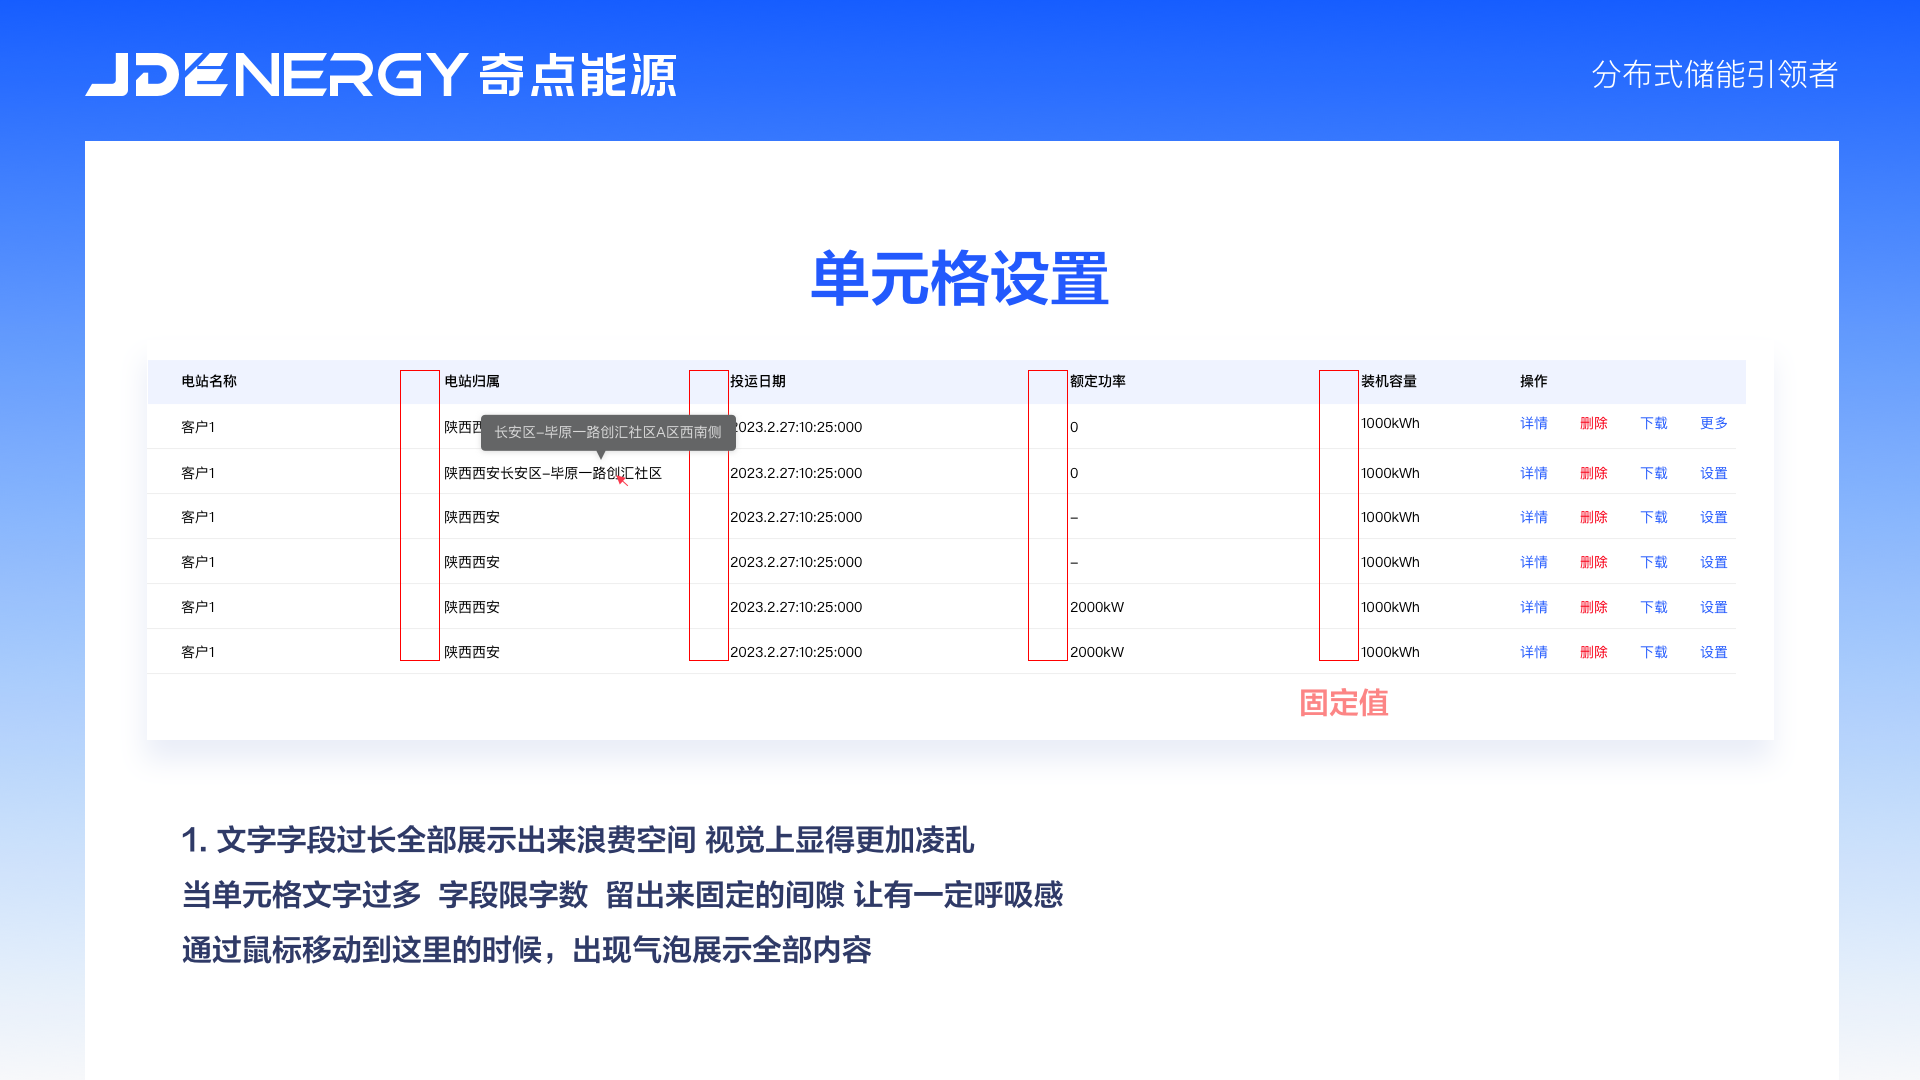 JDENERGY 奇点能源
分布式储能引领者
单元格设置
电站名称 电站归属 投运日期 额定功率 装机容量 操作
客户1 陕西西 2023.2.27:10:25:000 0 1000kWh 详情 删除 下载 更多
长安区-毕原一路创汇社区A区西南侧
客户1 陕西西安长安区-毕原一路创汇社区 2023.2.27:10:25:000 0 1000kWh 详情 删除 下载 设置
客户1 陕西西安 2023.2.27:10:25:000 - 1000kWh 详情 删除 下载 设置
客户1 陕西西安 2023.2.27:10:25:000 - 1000kWh 详情 删除 下载 设置
客户1 陕西西安 2023.2.27:10:25:000 2000kW 1000kWh 详情 删除 下载 设置
客户1 陕西西安 2023.2.27:10:25:000 2000kW 1000kWh 详情 删除 下载 设置
固定值
1. 文字字段过长全部展示出来浪费空间 视觉上显得更加凌乱
当单元格文字过多 字段限字数 留出来固定的间隙 让有一定呼吸感
通过鼠标移动到这里的时候，出现气泡展示全部内容